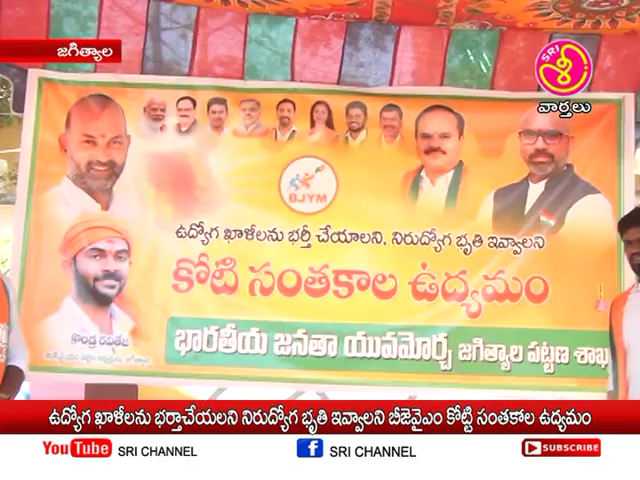 జగిత్యాల
SRI
శ్రీ
వార్తలు
BJYM
ఉద్యోగ ఖాళీలను భర్తీ చేయాలని, నిరుద్యోగ భృతి ఇవ్వాలని
కోటి సంతకాల ఉద్యమం
భారతీయ జనతా యువమోర్చ జగిత్యాల పట్టణ శాఖ
ఉద్యోగ ఖాళీలను భర్తాచేయలని నిరుద్యోగ భృతి ఇవ్వాలని బీజెవైఎం కోట్టి సంతకాల ఉద్యమం
YouTube SRI CHANNEL f SRI CHANNEL SUBSCRIBE